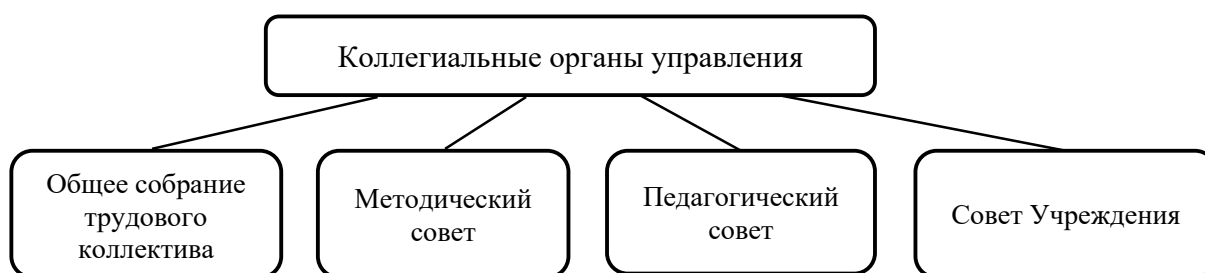 Коллегиальные органы управления
Общее собрание
трудового
коллектива
Методический
совет
Педагогический
совет
Совет Учреждения